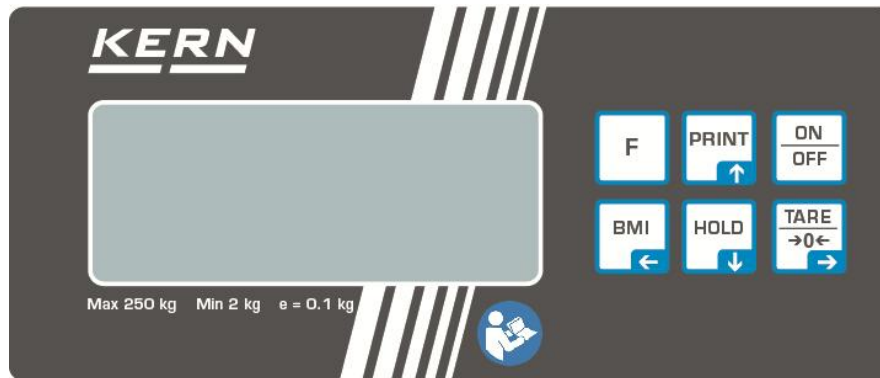 KERN
F
PRINT
↑
ON
OFF
BMI
←
HOLD
↓
TARE
→0←
→
Max 250 kg Min 2 kg e = 0.1 kg